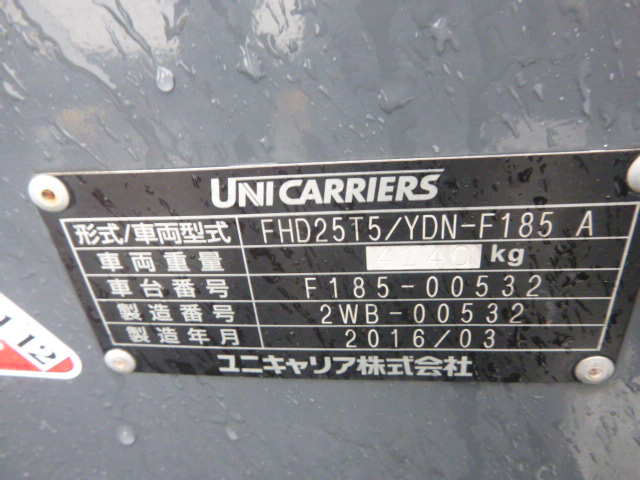 UNICARRIERS
形式/車両型式 FHD25T5/YDN-F185 A
車両重量 4140 kg
車台番号 F185-00532
製造番号 2WB-00532
製造年月 2016/03
ユニキャリア株式会社
112